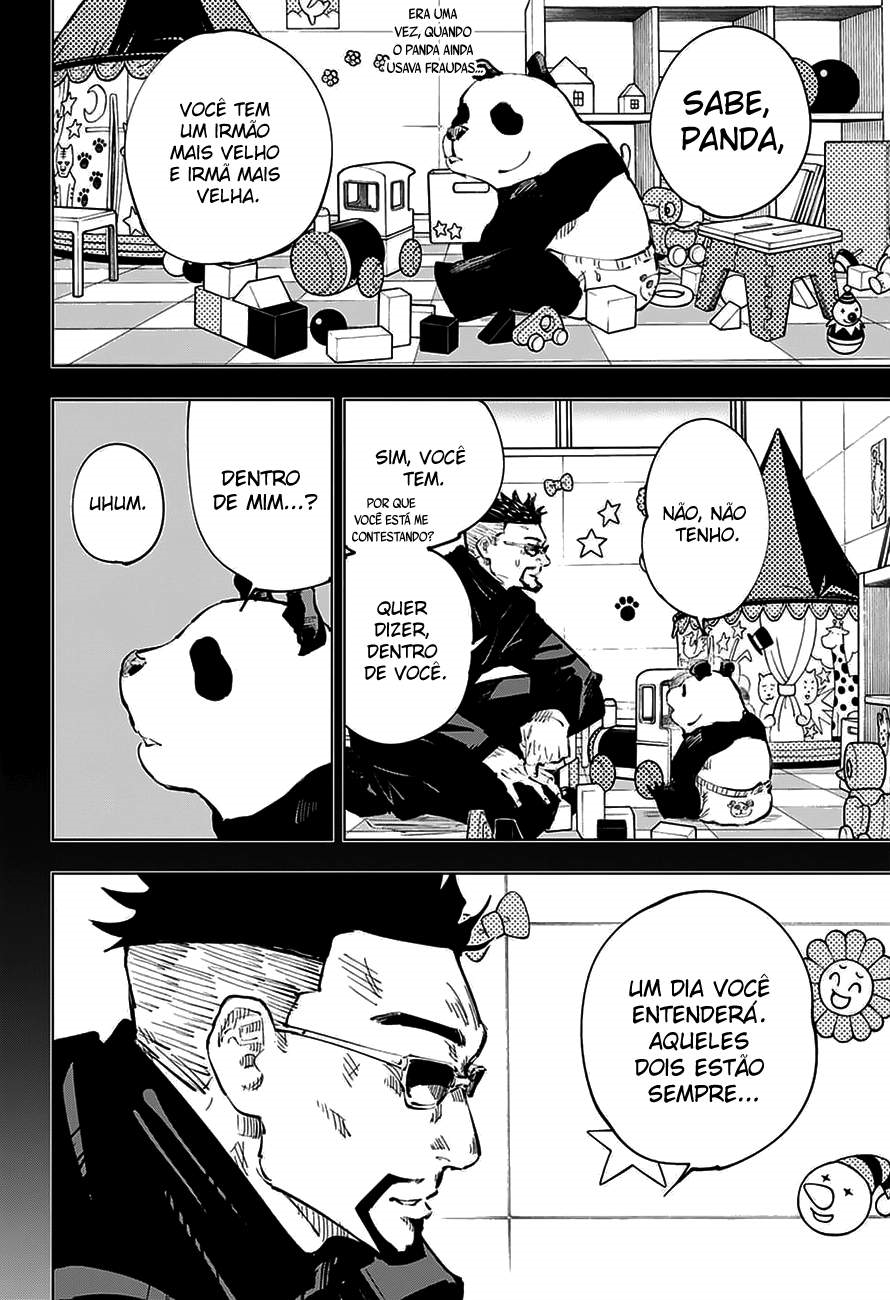 ERA UMA
VEZ, QUANDO
O PANDA AINDA
USAVA FRAUDAS...
SABE,
PANDA,
VOCÊ TEM
UM IRMÃO
MAIS VELHO
E IRMÃ MAIS
VELHA.
NÃO, NÃO
TENHO.
SIM, VOCÊ
TEM.
POR QUE
VOCÊ ESTÁ ME
CONTESTANDO?
QUER
DIZER,
DENTRO
DE VOCÊ.
DENTRO
DE MIM...?
UHUM.
UM DIA VOCÊ
ENTENDERÁ.
AQUELES
DOIS ESTÃO
SEMPRE...